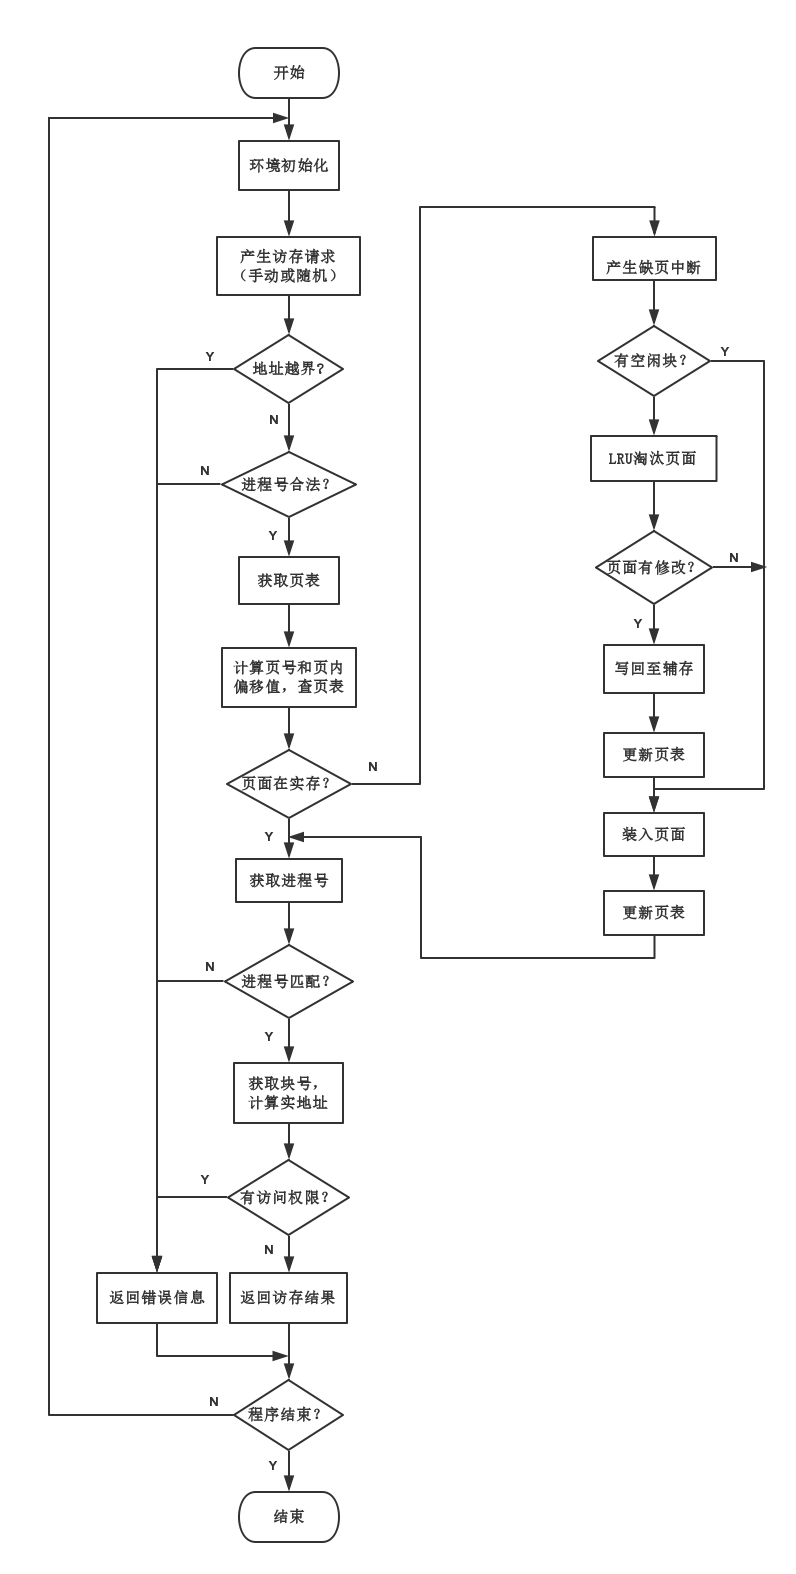 开始
环境初始化
产生访存请求
（手动或随机）
Y
地址越界？
N
N
进程号合法？
Y
获取页表
计算页号和页内
偏移值，查页表
页面在实存？
N
Y
获取进程号
N
进程号匹配？
Y
获取块号，
计算实地址
Y
有访问权限？
N
返回错误信息
返回访存结果
N
程序结束？
Y
结束
产生缺页中断
有空闲块？
Y
LRU淘汰页面
页面有修改？
N
Y
写回至辅存
更新页表
装入页面
更新页表